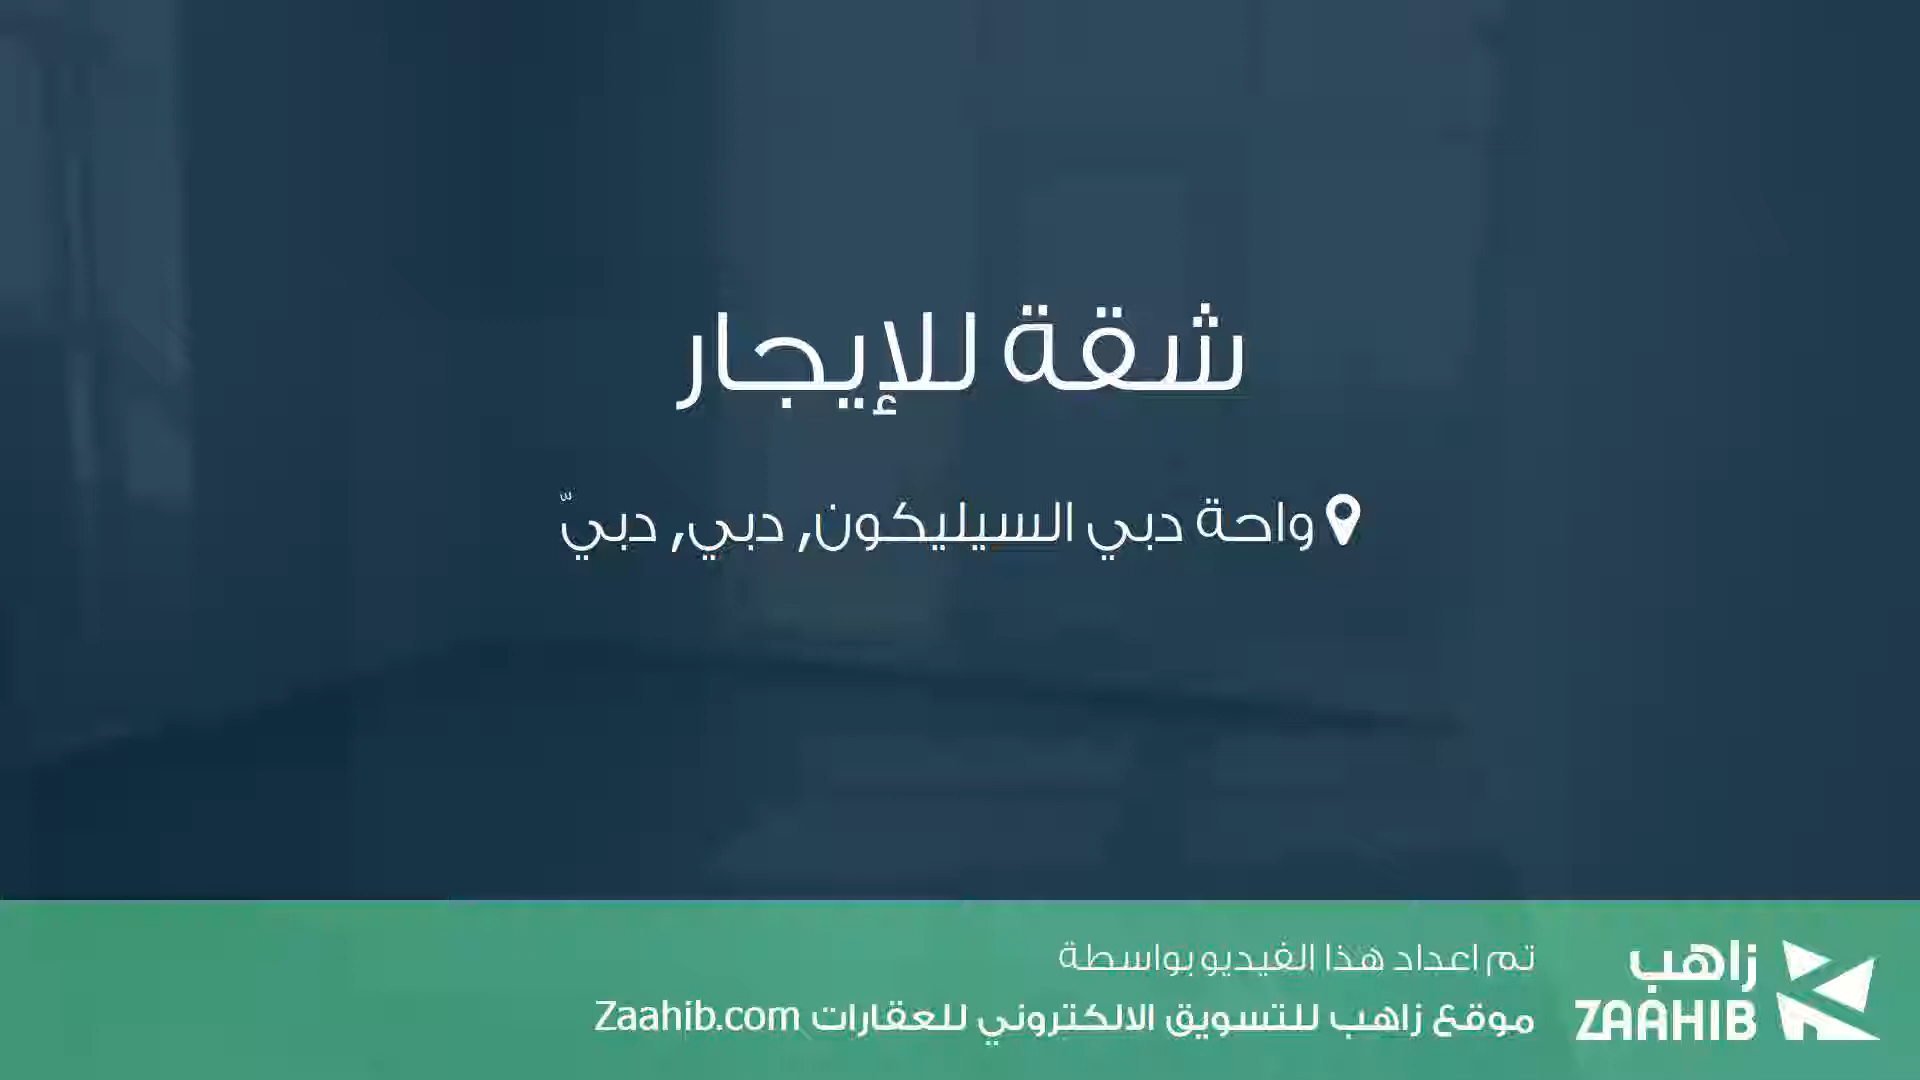 شقة للإيجار
واحة دبي السيليكون, دبي, دبيّ
تم اعداد هذا الفيديو بواسطة
موقع زاهب للتسويق الالكتروني للعقارات Zaahib.com
زاهب
ZAAHIB